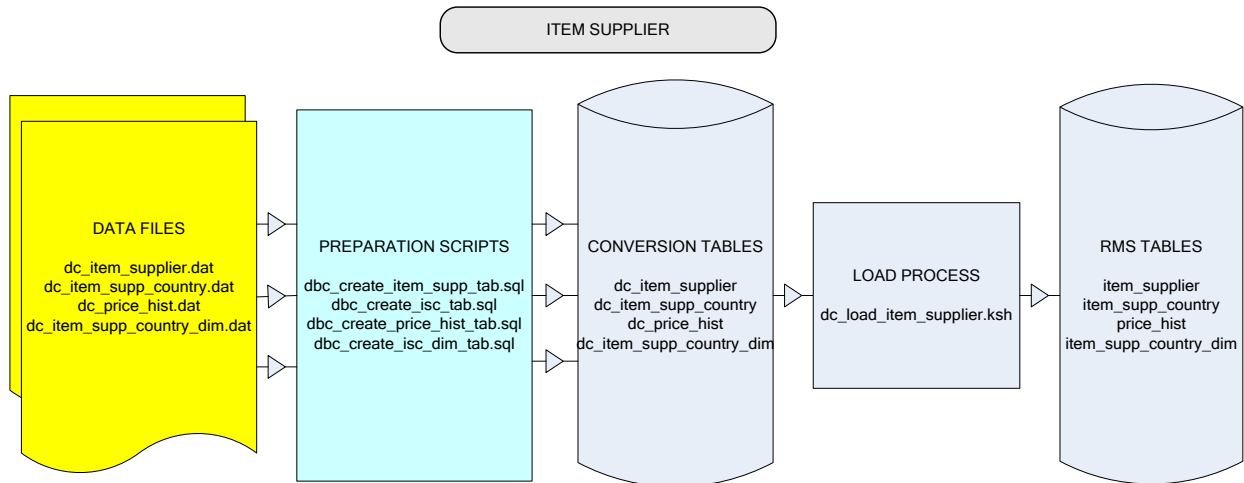 ITEM SUPPLIER
DATA FILES
dc_item_supplier.dat
dc_item_supp_country.dat
dc_price_hist.dat
dc_item_supp_country_dim.dat
PREPARATION SCRIPTS
dbc_create_item_supp_tab.sql
dbc_create_isc_tab.sql
dbc_create_price_hist_tab.sql
dbc_create_isc_dim_tab.sql
CONVERSION TABLES
dc_item_supplier
dc_item_supp_country
dc_price_hist
dc_item_supp_country_dim
LOAD PROCESS
dc_load_item_supplier.ksh
RMS TABLES
item_supplier
item_supp_country
price_hist
item_supp_country_dim